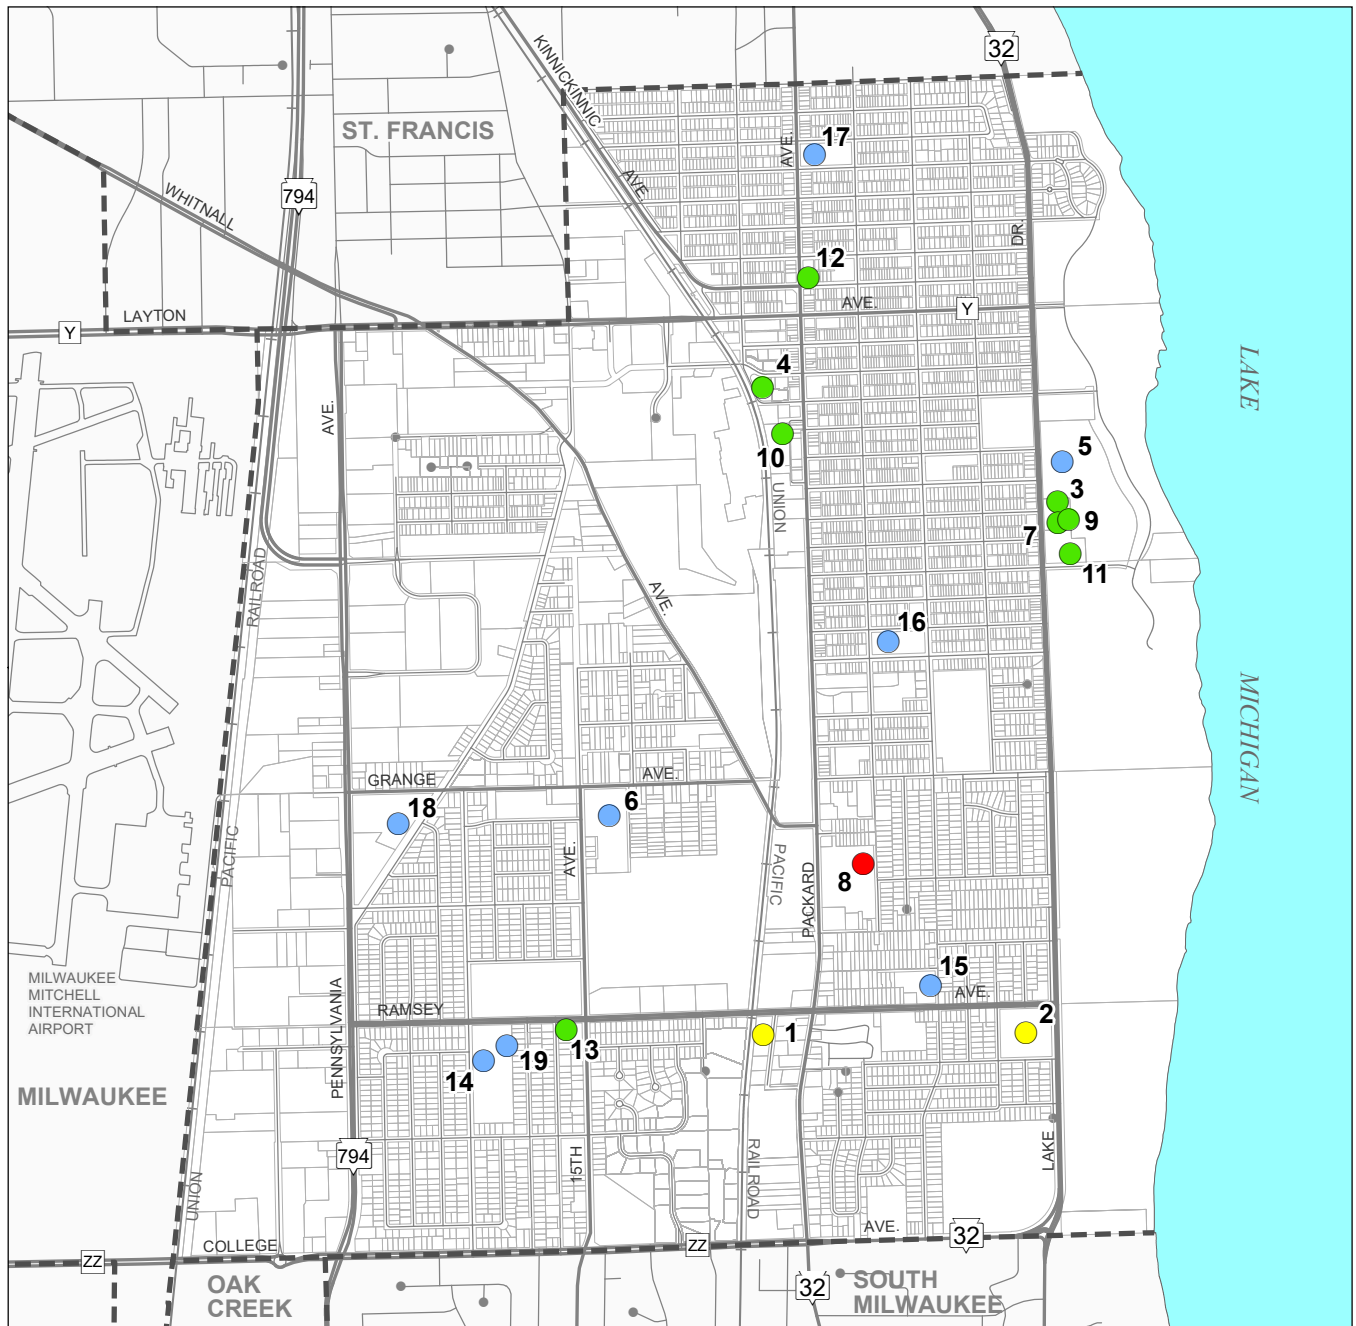 32
KINNICKINNIC
ST. FRANCIS
17
AVE.
AVE.
794
WHITNALL
DR.
12
AVE.
Y
LAYTON
Y
LAKE
4
AVE.
5
10
3
UNION
9
7
11
RAILROAD
AVE.
16
MICHIGAN
GRANGE
AVE.
18
6
PACIFIC
AVE.
PACIFIC
8
PACKARD
MILWAUKEE
MITCHELL
INTERNATIONAL
AIRPORT
15
AVE.
PENNSYLVANIA
RAMSEY
2
13
1
19
14
MILWAUKEE
LAKE
794
15TH
RAILROAD
UNION
AVE.
32
COLLEGE
ZZ
ZZ
OAK
CREEK
32
SOUTH
MILWAUKEE